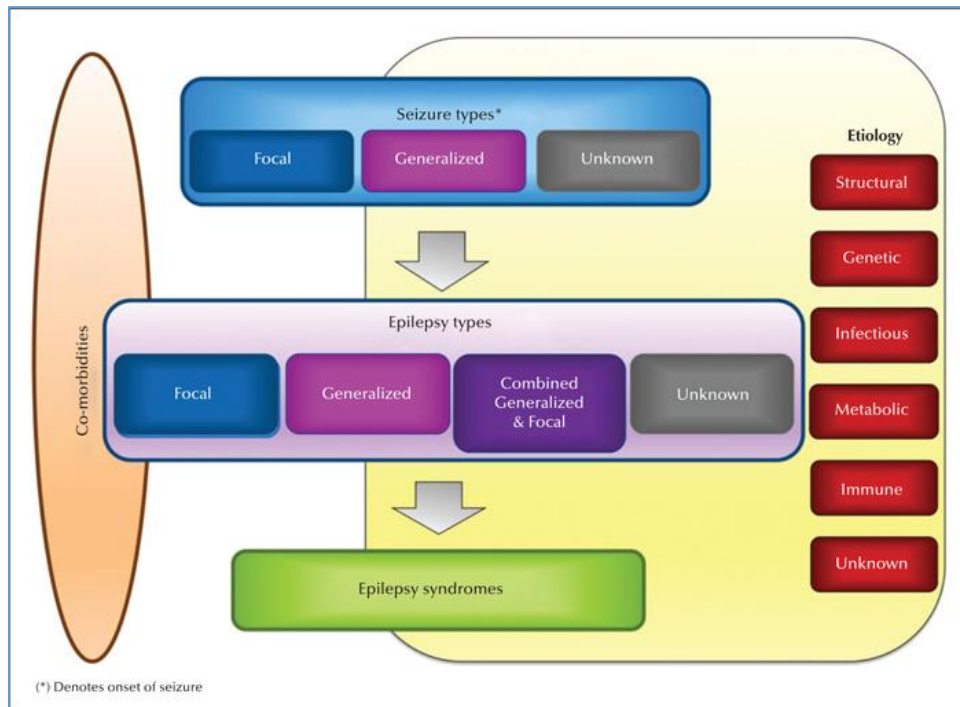 Seizure types*
Focal
Generalized
Unknown
Etiology
Structural
Genetic
Infectious
Metabolic
Immune
Unknown
Co-morbidities
Epilepsy types
Focal
Generalized
Combined
Generalized
& Focal
Unknown
Epilepsy syndromes
(*) Denotes onset of seizure